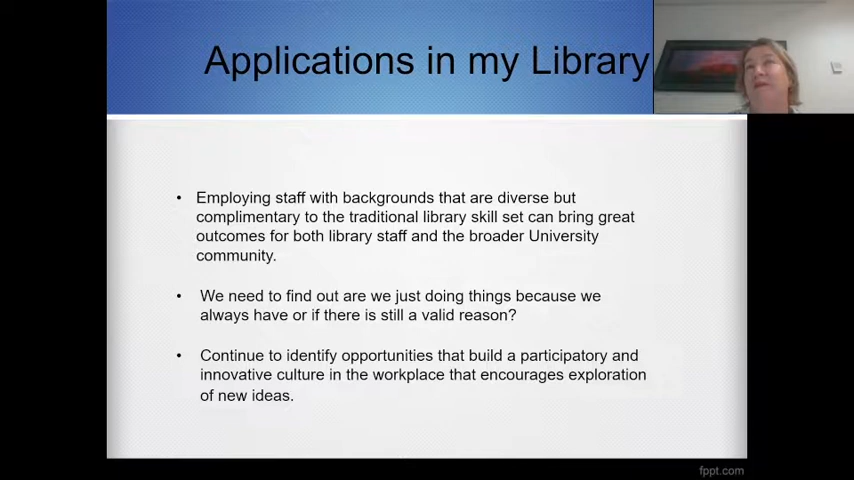 Applications in my Library
• Employing staff with backgrounds that are diverse but
complimentary to the traditional library skill set can bring great
outcomes for both library staff and the broader University
community.
• We need to find out are we just doing things because we
always have or if there is still a valid reason?
• Continue to identify opportunities that build a participatory and
innovative culture in the workplace that encourages exploration
of new ideas.
fppt.com